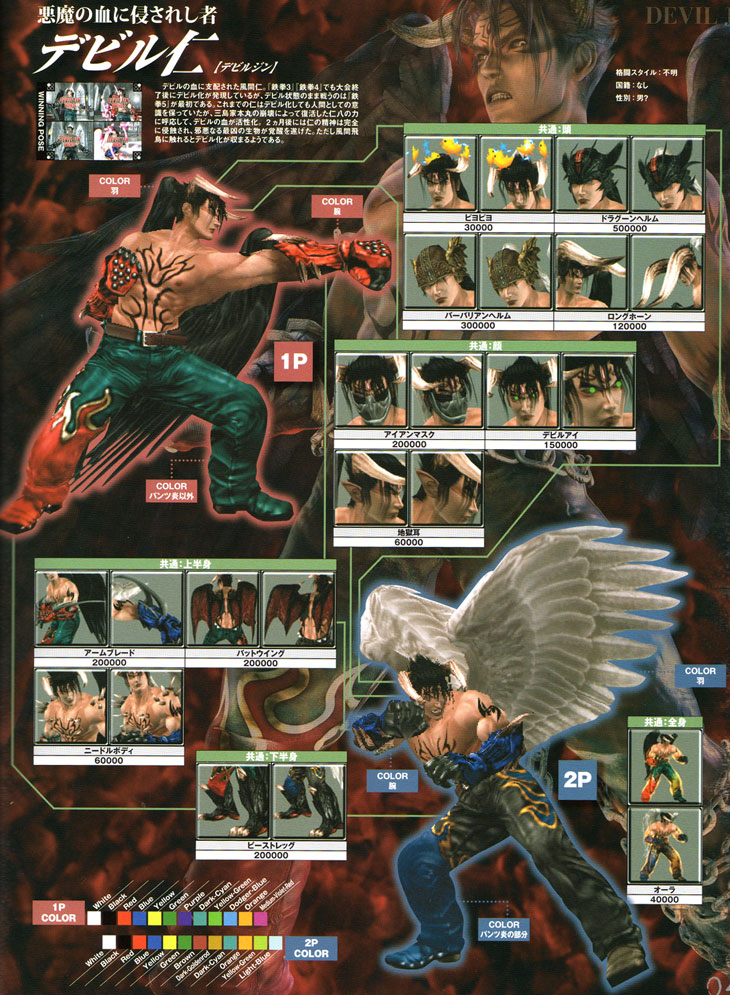 悪魔の血に侵されし者
デビル仁
【デビルジン】
DEVIL J
WINNING POSE
デビルの血に支配された風間仁。『鉄拳3』『鉄拳4』でも大会終
了後にデビル化が発現しているが、デビル状態のまま戦うのは『鉄
拳5』が最初である。これまでの仁はデビル化しても人間としての意
識を保っていたが、三島家本丸の崩壊によって復活した仁八の力
に呼応して、デビルの血が活性化。2ヵ月後には仁の精神は完全
に侵蝕され、邪悪なる最凶の生物が覚醒を遂げた。ただし風間飛
鳥に触れるとデビル化が収まるようである。
格闘スタイル：不明
国籍：なし
性別：男?
COLOR
羽
COLOR
腕
共通：頭
ピヨピヨ
30000
ドラグーンヘルム
500000
バーバリアンヘルム
300000
ロングホーン
120000
1P
共通：顔
アイアンマスク
200000
デビルアイ
150000
地獄耳
60000
COLOR
パンツ炎以外
共通：上半身
アームブレード
200000
バットウイング
200000
ニードルボディ
60000
共通：下半身
ビーストレッグ
200000
COLOR
羽
COLOR
腕
2P
共通：全身
オーラ
40000
COLOR
パンツ炎の部分
1P
COLOR
White
Black
Red
Blue
Yellow
Green
Purple
Dark-Cyan
Yellow-Green
Dodger-Blue
Orange
Medium-Violet-Red
2P
COLOR
White
Black
Red
Blue
Yellow
Green
Brown
Dark-Goldenrod
Dark-Cyan
Orange
Yellow-Green
Light-Blue